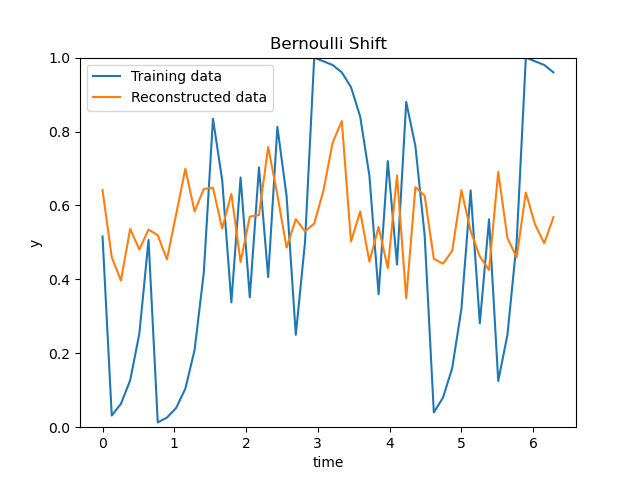 Bernoulli Shift
Training data
Reconstructed data
y
1.0
0.8
0.6
0.4
0.2
0.0
0 1 2 3 4 5 6
time